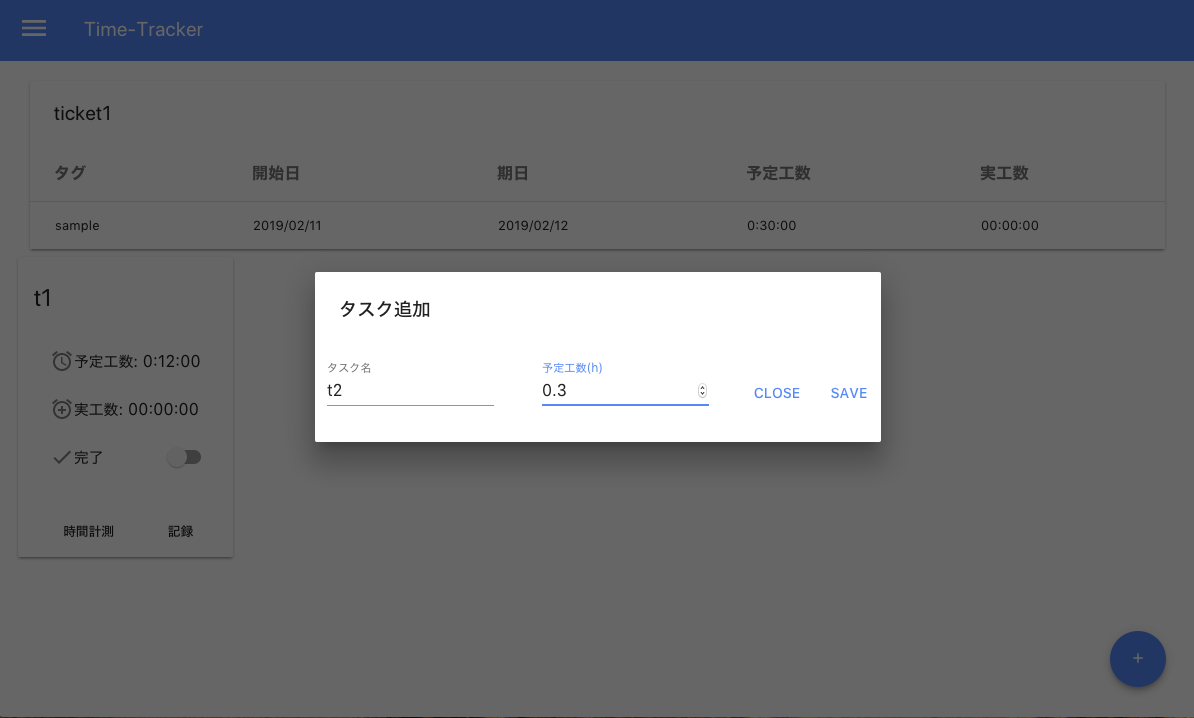 Time-Tracker
ticket1
タグ 開始日 期日 予定工数 実工数
sample 2019/02/11 2019/02/12 0:30:00 00:00:00
t1
予定工数: 0:12:00
実工数: 00:00:00
完了
時間計測 記録
タスク追加
タスク名 予定工数(h)
t2 0.3 CLOSE SAVE
+